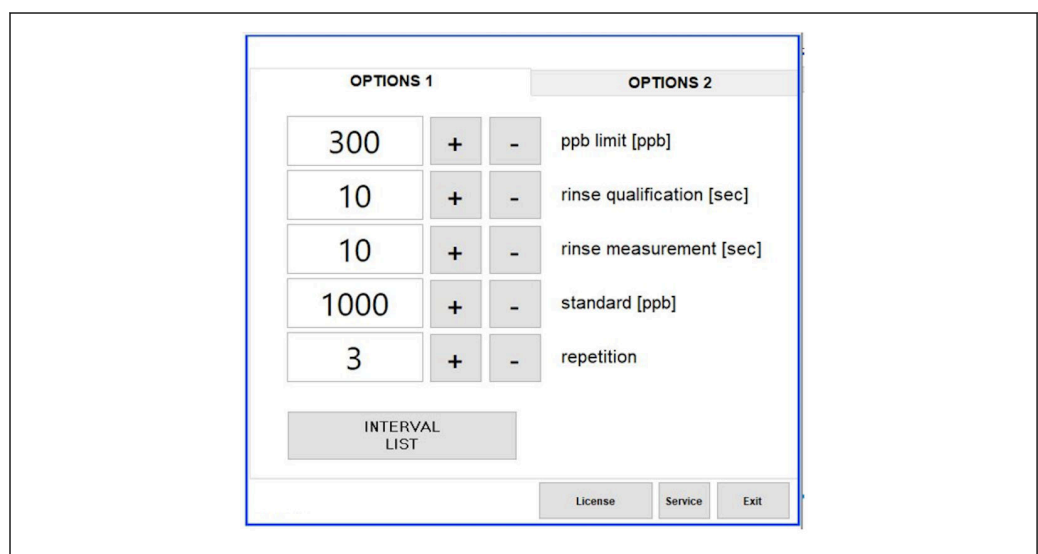 OPTIONS 1 OPTIONS 2
300 + - ppb limit [ppb]
10 + - rinse qualification [sec]
10 + - rinse measurement [sec]
1000 + - standard [ppb]
3 + - repetition
INTERVAL
LIST
License Service Exit